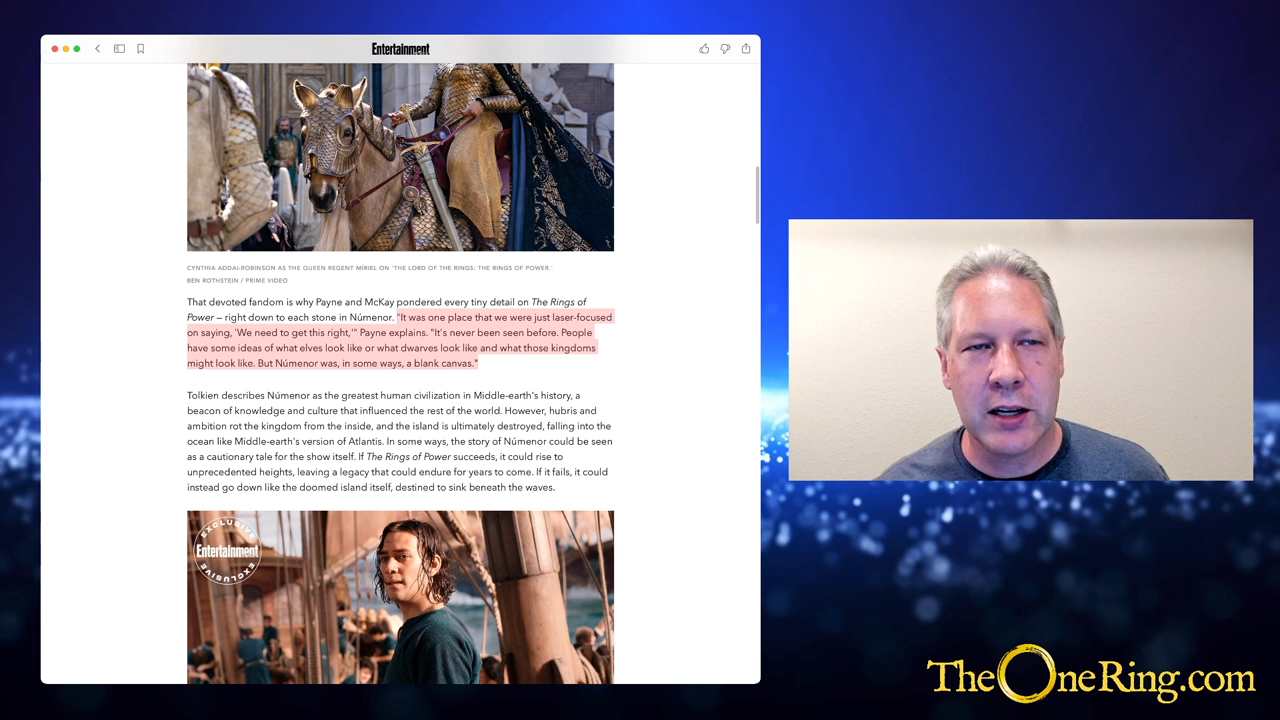 Entertainment
CYNTHIA ADDAI-ROBINSON AS THE QUEEN REGENT MÍRIEL ON 'THE LORD OF THE RINGS: THE RINGS OF POWER.'
BEN ROTHSTEIN / PRIME VIDEO
That devoted fandom is why Payne and McKay pondered every tiny detail on The Rings of
Power — right down to each stone in Númenor. "It was one place that we were just laser-focused
on saying, 'We need to get this right,'" Payne explains. "It's never been seen before. People
have some ideas of what elves look like or what dwarves look like and what those kingdoms
might look like. But Númenor was, in some ways, a blank canvas."
Tolkien describes Númenor as the greatest human civilization in Middle-earth's history, a
beacon of knowledge and culture that influenced the rest of the world. However, hubris and
ambition rot the kingdom from the inside, and the island is ultimately destroyed, falling into the
ocean like Middle-earth's version of Atlantis. In some ways, the story of Númenor could be seen
as a cautionary tale for the show itself. If The Rings of Power succeeds, it could rise to
unprecedented heights, leaving a legacy that could endure for years to come. If it fails, it could
instead go down like the doomed island itself, destined to sink beneath the waves.
EXCLUSIVE
Entertainment
EXCLUSIVE
TheOneRing.com